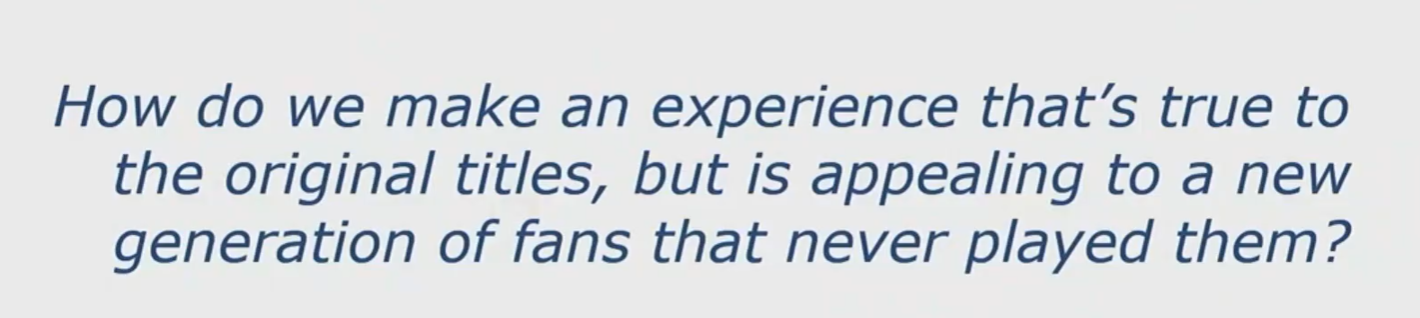 How do we make an experience that’s true to
the original titles, but is appealing to a new
generation of fans that never played them?